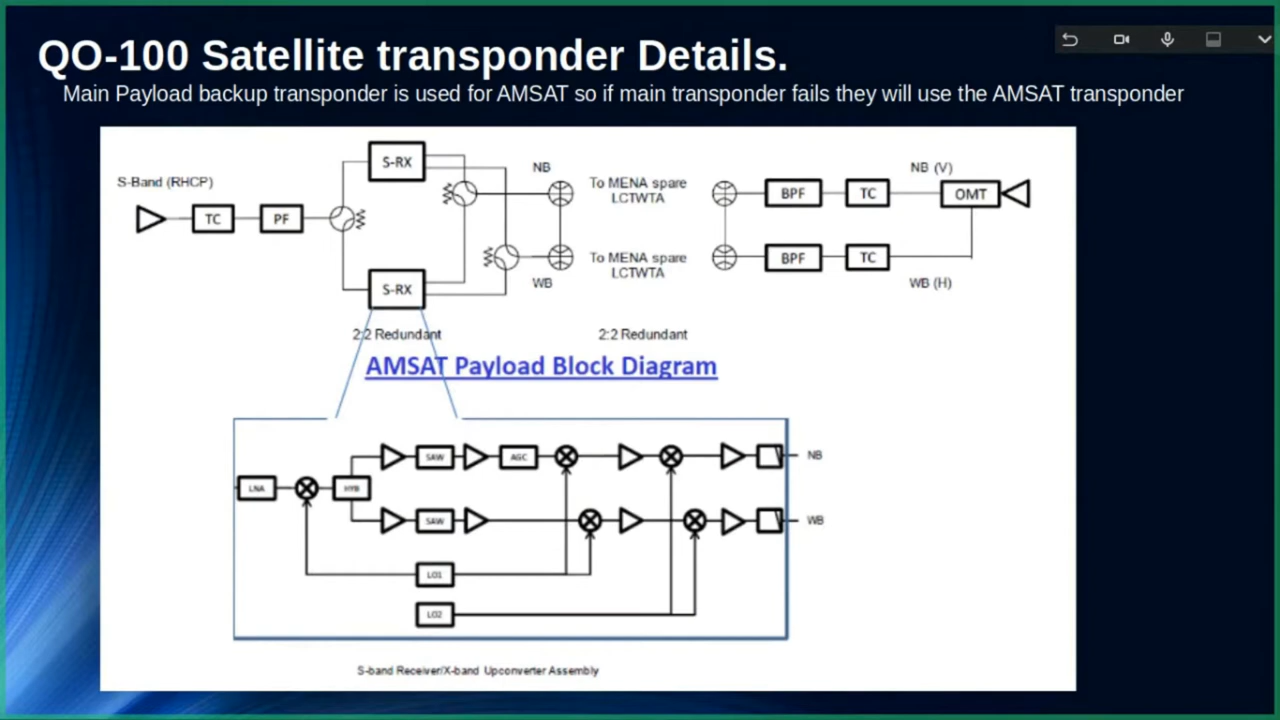 QO-100 Satellite transponder Details.
Main Payload backup transponder is used for AMSAT so if main transponder fails they will use the AMSAT transponder
S-Band (RHCP)
TC
PF
S-RX
S-RX
NB
WB
To MENA spare
LCTWTA
To MENA spare
LCTWTA
BPF
TC
NB (V)
OMT
BPF
TC
WB (H)
2:2 Redundant
2:2 Redundant
AMSAT Payload Block Diagram
SAW
AGC
NB
LNA
HYB
SAW
WB
LO1
LO2
S-band Receiver/X-band Upconverter Assembly